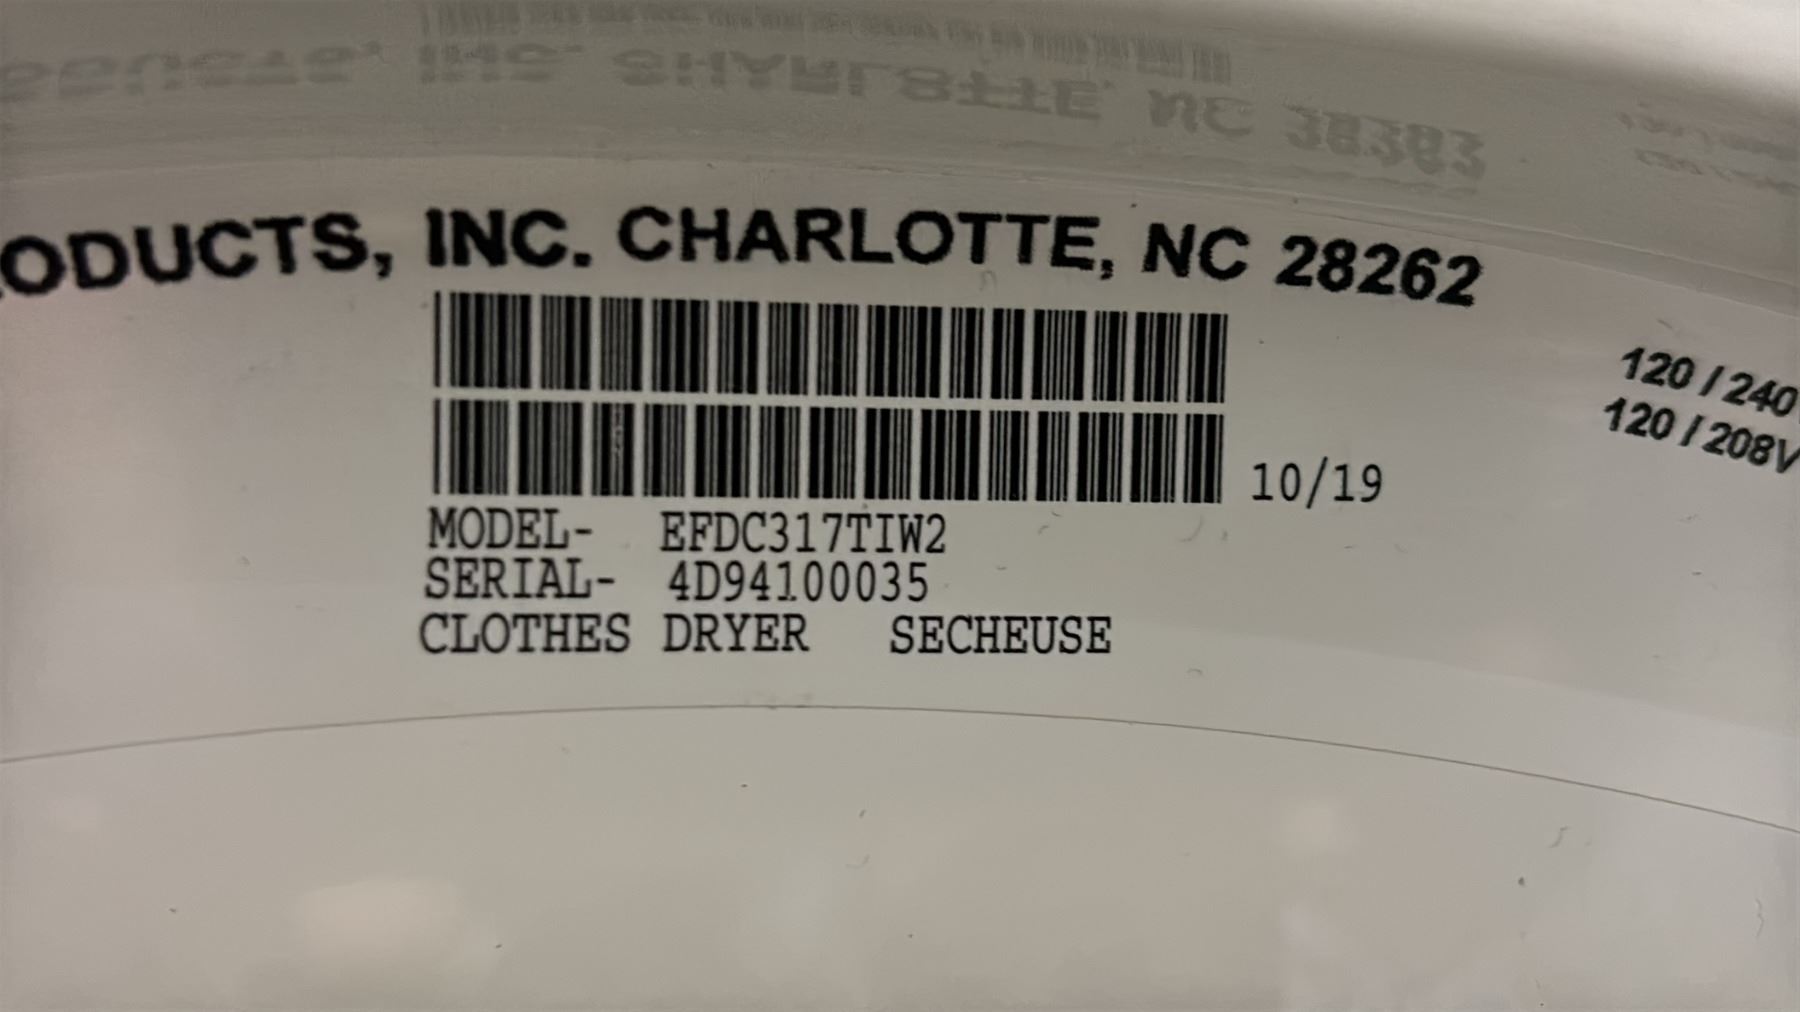 ODUCTS, INC. CHARLOTTE, NC 28262
120 / 240
120 / 208V
10/19
MODEL- EFDC317TIW2
SERIAL- 4D94100035
CLOTHES DRYER SECHEUSE